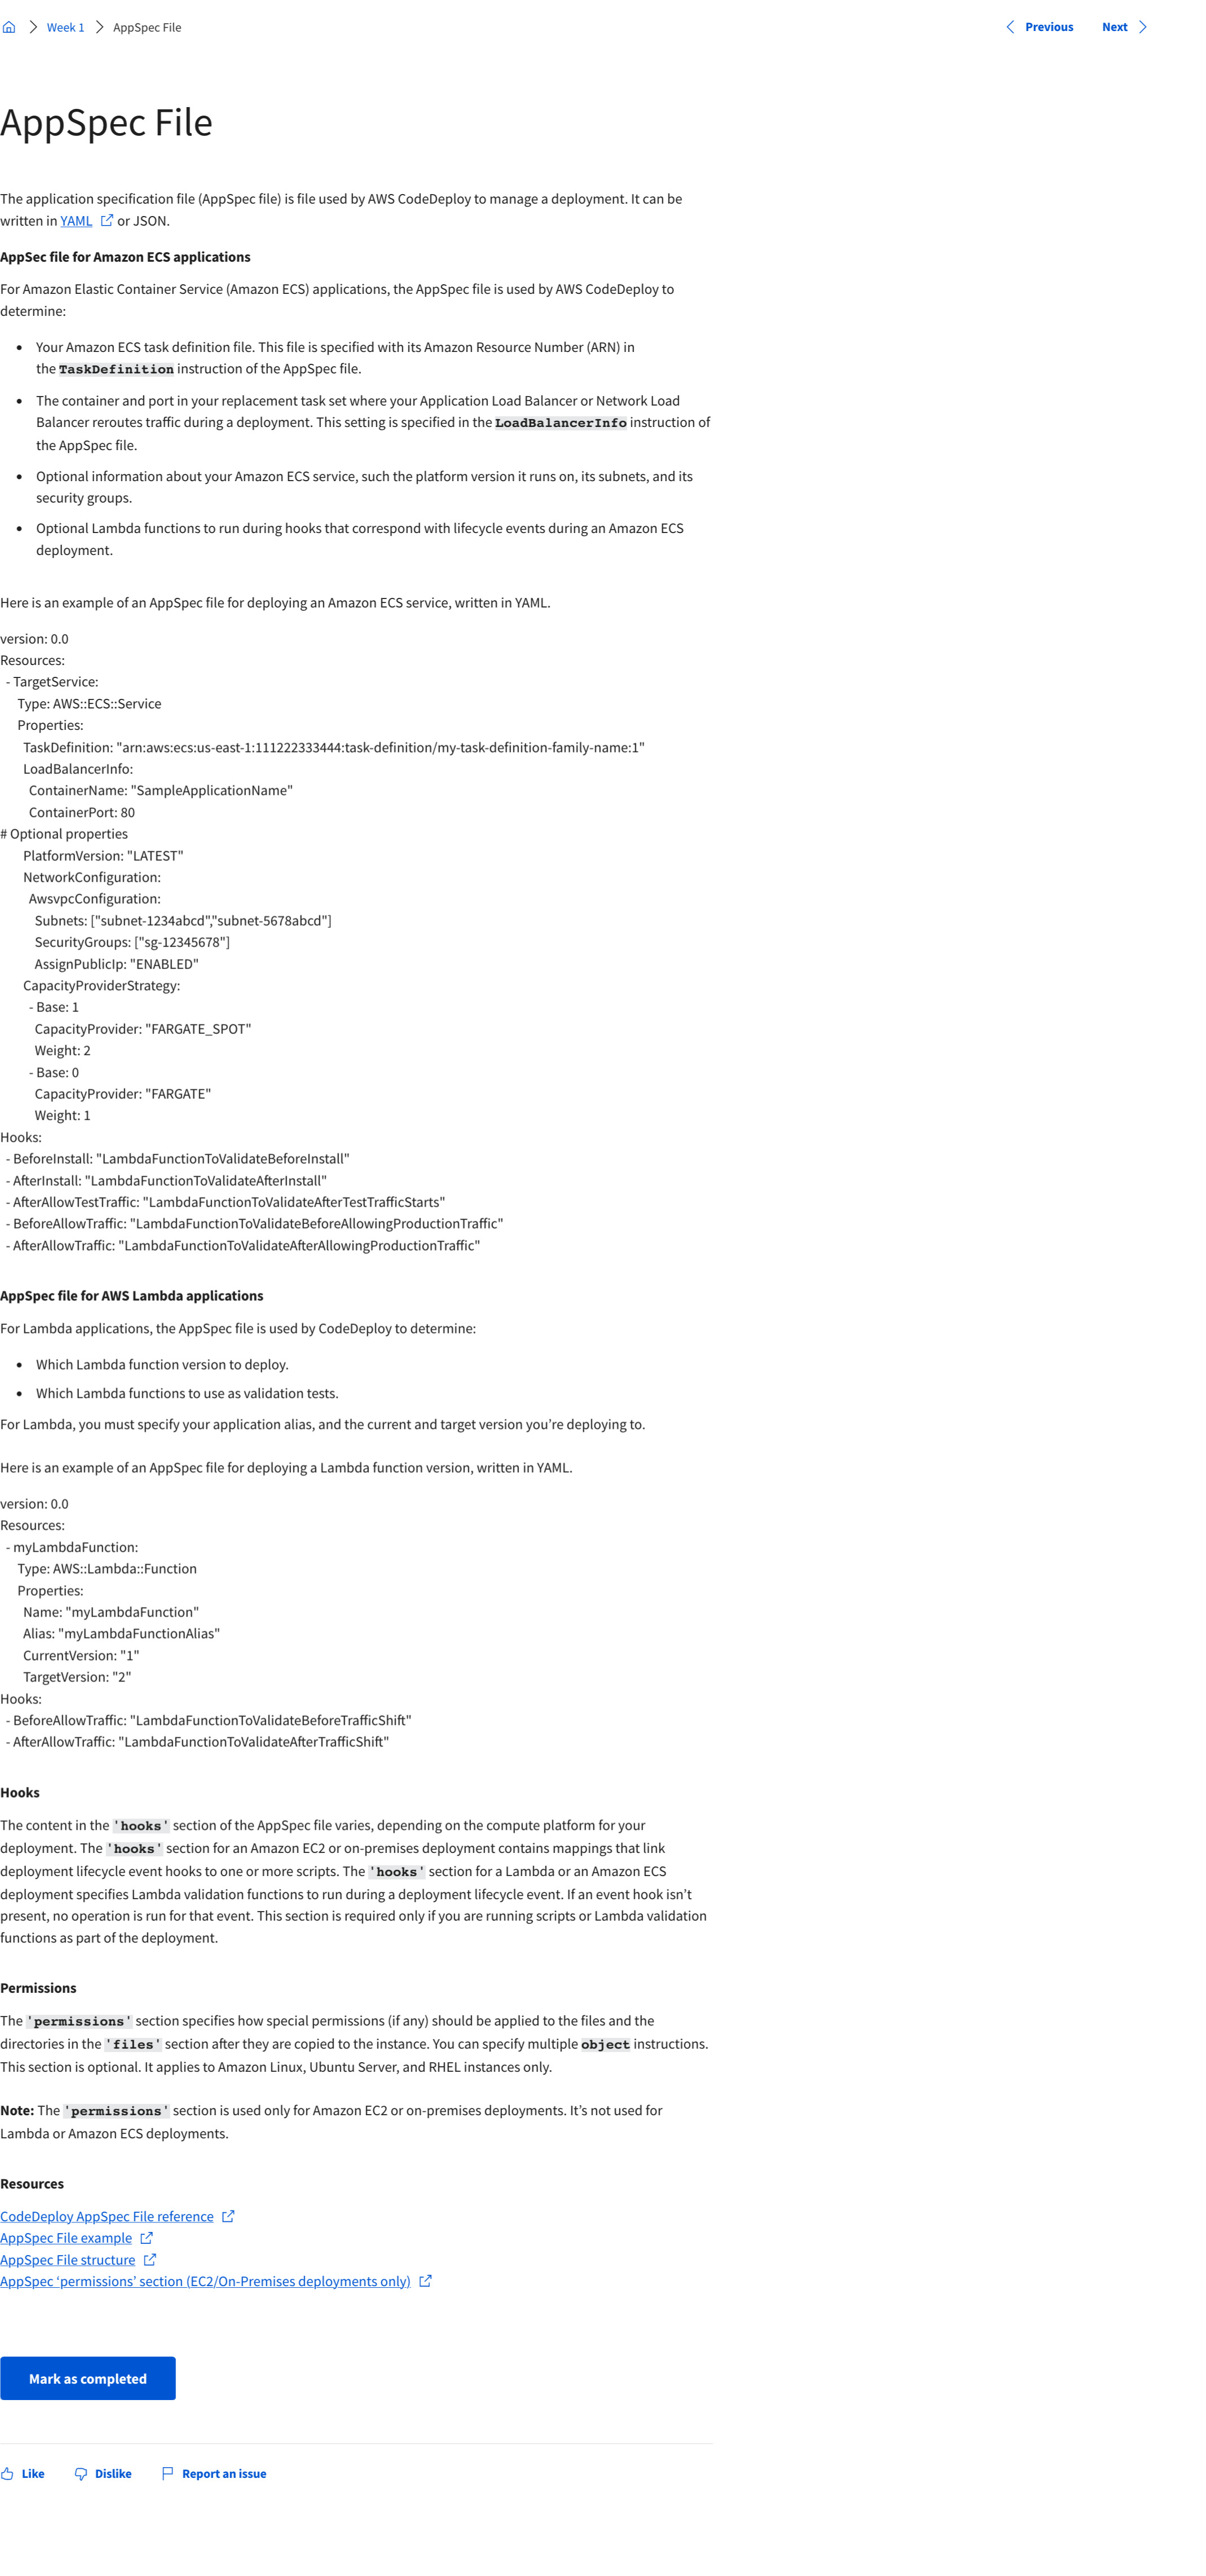 Week 1
AppSpec File
Previous
Next
AppSpec File
The application specification file (AppSpec file) is file used by AWS CodeDeploy to manage a deployment. It can be
written in YAML or JSON.
AppSec file for Amazon ECS applications
For Amazon Elastic Container Service (Amazon ECS) applications, the AppSpec file is used by AWS CodeDeploy to
determine:
• Your Amazon ECS task definition file. This file is specified with its Amazon Resource Number (ARN) in
the TaskDefinition instruction of the AppSpec file.
• The container and port in your replacement task set where your Application Load Balancer or Network Load
Balancer reroutes traffic during a deployment. This setting is specified in the LoadBalancerInfo instruction of
the AppSpec file.
• Optional information about your Amazon ECS service, such the platform version it runs on, its subnets, and its
security groups.
• Optional Lambda functions to run during hooks that correspond with lifecycle events during an Amazon ECS
deployment.
Here is an example of an AppSpec file for deploying an Amazon ECS service, written in YAML.
version: 0.0
Resources:
- TargetService:
Type: AWS::ECS::Service
Properties:
TaskDefinition: "arn:aws:ecs:us-east-1:111222333444:task-definition/my-task-definition-family-name:1"
LoadBalancerInfo:
ContainerName: "SampleApplicationName"
ContainerPort: 80
# Optional properties
PlatformVersion: "LATEST"
NetworkConfiguration:
AwsvpcConfiguration:
Subnets: ["subnet-1234abcd","subnet-5678abcd"]
SecurityGroups: ["sg-12345678"]
AssignPublicIp: "ENABLED"
CapacityProviderStrategy:
- Base: 1
CapacityProvider: "FARGATE_SPOT"
Weight: 2
- Base: 0
CapacityProvider: "FARGATE"
Weight: 1
Hooks:
- BeforeInstall: "LambdaFunctionToValidateBeforeInstall"
- AfterInstall: "LambdaFunctionToValidateAfterInstall"
- AfterAllowTestTraffic: "LambdaFunctionToValidateAfterTestTrafficStarts"
- BeforeAllowTraffic: "LambdaFunctionToValidateBeforeAllowingProductionTraffic"
- AfterAllowTraffic: "LambdaFunctionToValidateAfterAllowingProductionTraffic"
AppSpec file for AWS Lambda applications
For Lambda applications, the AppSpec file is used by CodeDeploy to determine:
• Which Lambda function version to deploy.
• Which Lambda functions to use as validation tests.
For Lambda, you must specify your application alias, and the current and target version you’re deploying to.
Here is an example of an AppSpec file for deploying a Lambda function version, written in YAML.
version: 0.0
Resources:
- myLambdaFunction:
Type: AWS::Lambda::Function
Properties:
Name: "myLambdaFunction"
Alias: "myLambdaFunctionAlias"
CurrentVersion: "1"
TargetVersion: "2"
Hooks:
- BeforeAllowTraffic: "LambdaFunctionToValidateBeforeTrafficShift"
- AfterAllowTraffic: "LambdaFunctionToValidateAfterTrafficShift"
Hooks
The content in the 'hooks' section of the AppSpec file varies, depending on the compute platform for your
deployment. The 'hooks' section for an Amazon EC2 or on-premises deployment contains mappings that link
deployment lifecycle event hooks to one or more scripts. The 'hooks' section for a Lambda or an Amazon ECS
deployment specifies Lambda validation functions to run during a deployment lifecycle event. If an event hook isn’t
present, no operation is run for that event. This section is required only if you are running scripts or Lambda validation
functions as part of the deployment.
Permissions
The 'permissions' section specifies how special permissions (if any) should be applied to the files and the
directories in the 'files' section after they are copied to the instance. You can specify multiple object instructions.
This section is optional. It applies to Amazon Linux, Ubuntu Server, and RHEL instances only.
Note: The 'permissions' section is used only for Amazon EC2 or on-premises deployments. It’s not used for
Lambda or Amazon ECS deployments.
Resources
CodeDeploy AppSpec File reference
AppSpec File example
AppSpec File structure
AppSpec ‘permissions’ section (EC2/On-Premises deployments only)
Mark as completed
Like
Dislike
Report an issue